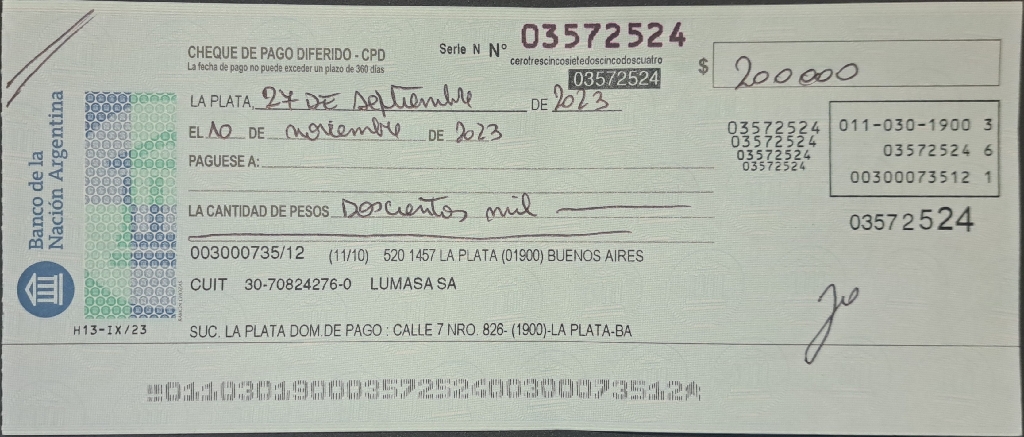 Banco de la
Nación Argentina
H13-IX/23
CHEQUE DE PAGO DIFERIDO - CPD
La fecha de pago no puede exceder un plazo de 360 días
Serie N Nº 03572524
cerotrescincosietedoscincodoscuatro
03572524
$ 200000
LA PLATA, 27 DE septiembre DE 2023
EL 10 DE noviembre DE 2023
PAGUESE A:
LA CANTIDAD DE PESOS Doscientos mil
003000735/12 (11/10) 520 1457 LA PLATA (01900) BUENOS AIRES
CUIT 30-70824276-0 LUMASA SA
SUC. LA PLATA DOM.DE PAGO : CALLE 7 NRO. 826- (1900)-LA PLATA-BA
03572524
03572524
03572524
03572524
011-030-1900 3
03572524 6
00300073512 1
03572524
01103019000357252400300073512